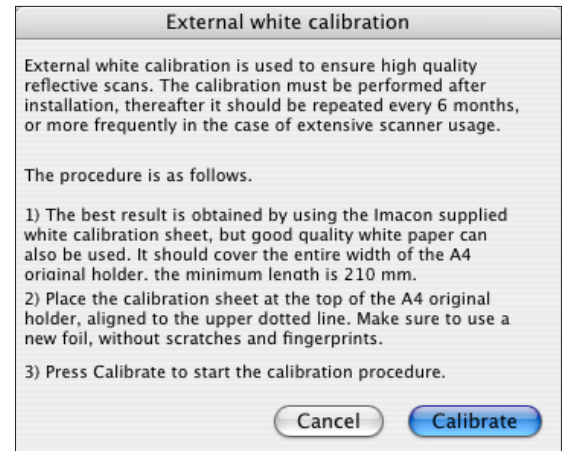 External white calibration
External white calibration is used to ensure high quality
reflective scans. The calibration must be performed after
installation, thereafter it should be repeated every 6 months,
or more frequently in the case of extensive scanner usage.
The procedure is as follows.
1) The best result is obtained by using the Imacon supplied
white calibration sheet, but good quality white paper can
also be used. It should cover the entire width of the A4
original holder. the minimum length is 210 mm.
2) Place the calibration sheet at the top of the A4 original
holder, aligned to the upper dotted line. Make sure to use a
new foil, without scratches and fingerprints.
3) Press Calibrate to start the calibration procedure.
Cancel Calibrate